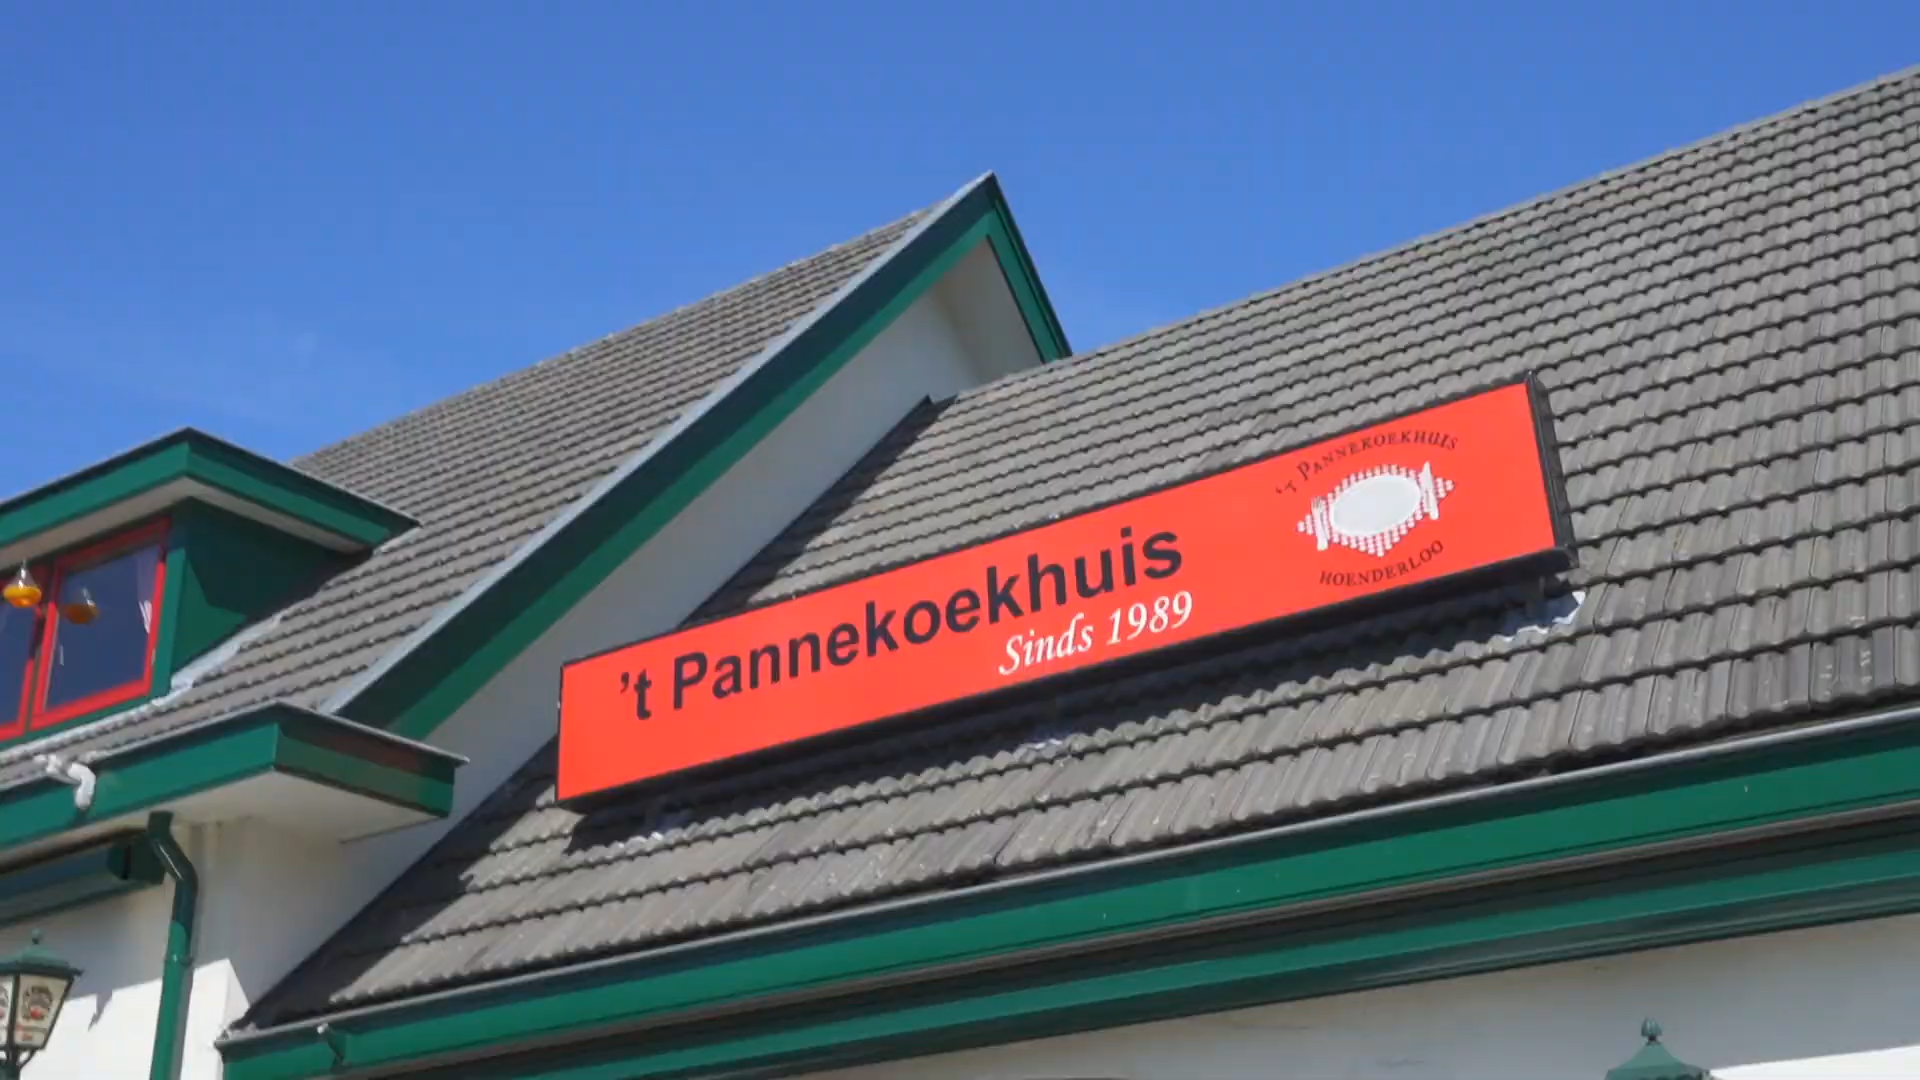 't Pannekoekhuis
Sinds 1989
't PANNEKOEKHUIS
HOENDERLOO